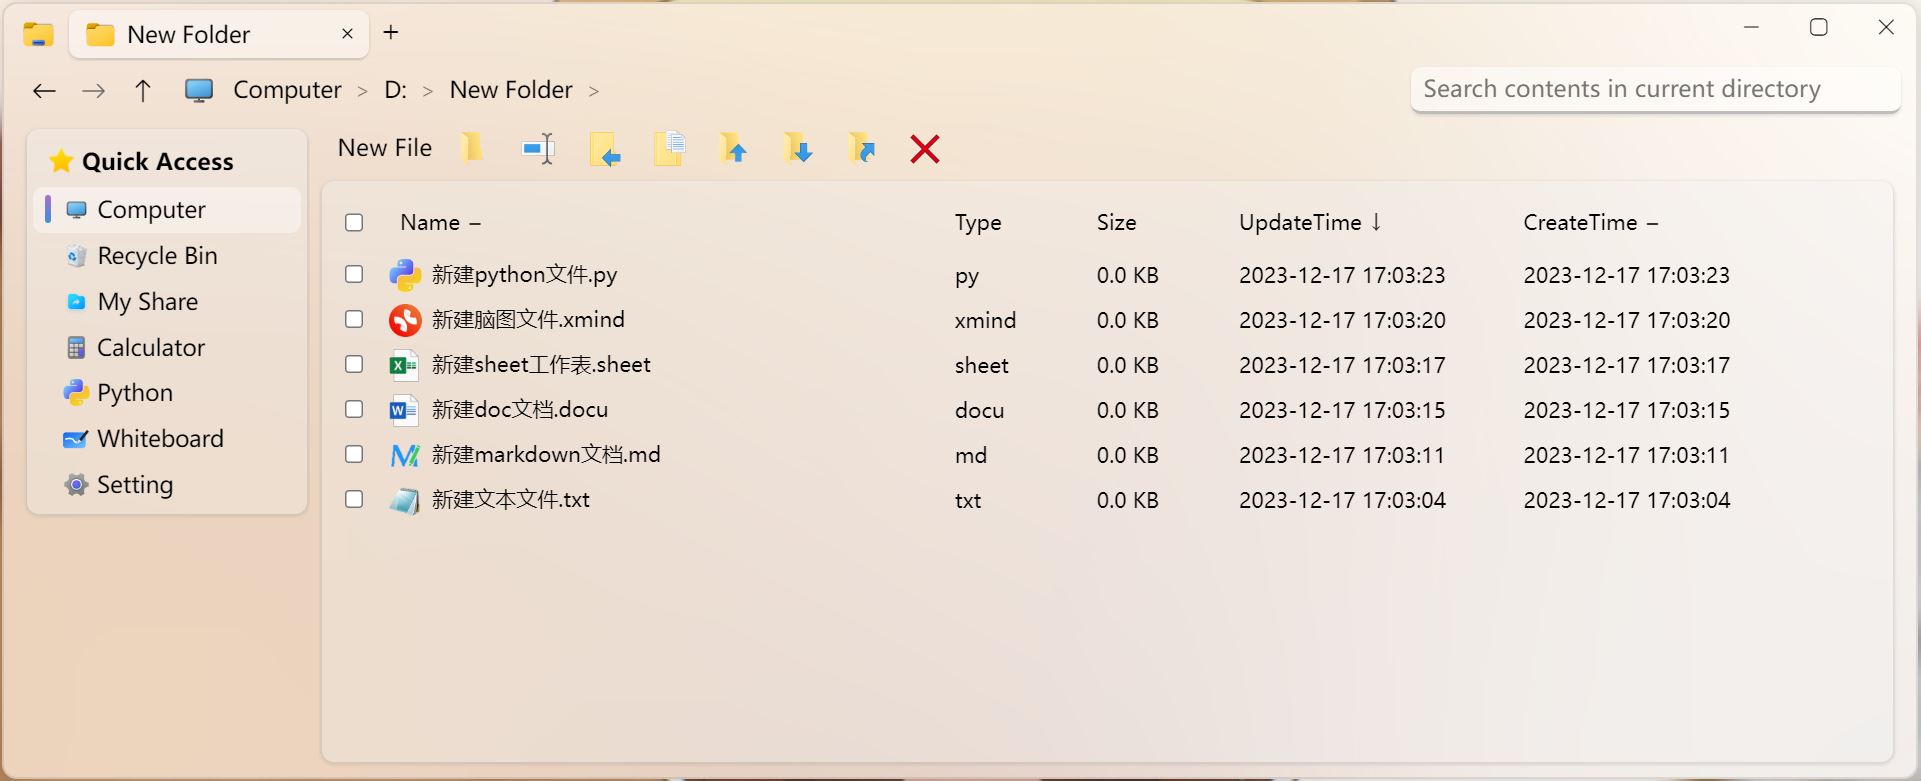 New Folder
Computer > D: > New Folder >
Search contents in current directory
Quick Access
Computer
Recycle Bin
My Share
Calculator
Python
Whiteboard
Setting
New File
Name – Type Size UpdateTime ↓ CreateTime –
新建python文件.py py 0.0 KB 2023-12-17 17:03:23 2023-12-17 17:03:23
新建脑图文件.xmind xmind 0.0 KB 2023-12-17 17:03:20 2023-12-17 17:03:20
新建sheet工作表.sheet sheet 0.0 KB 2023-12-17 17:03:17 2023-12-17 17:03:17
新建doc文档.docu docu 0.0 KB 2023-12-17 17:03:15 2023-12-17 17:03:15
新建markdown文档.md md 0.0 KB 2023-12-17 17:03:11 2023-12-17 17:03:11
新建文本文件.txt txt 0.0 KB 2023-12-17 17:03:04 2023-12-17 17:03:04